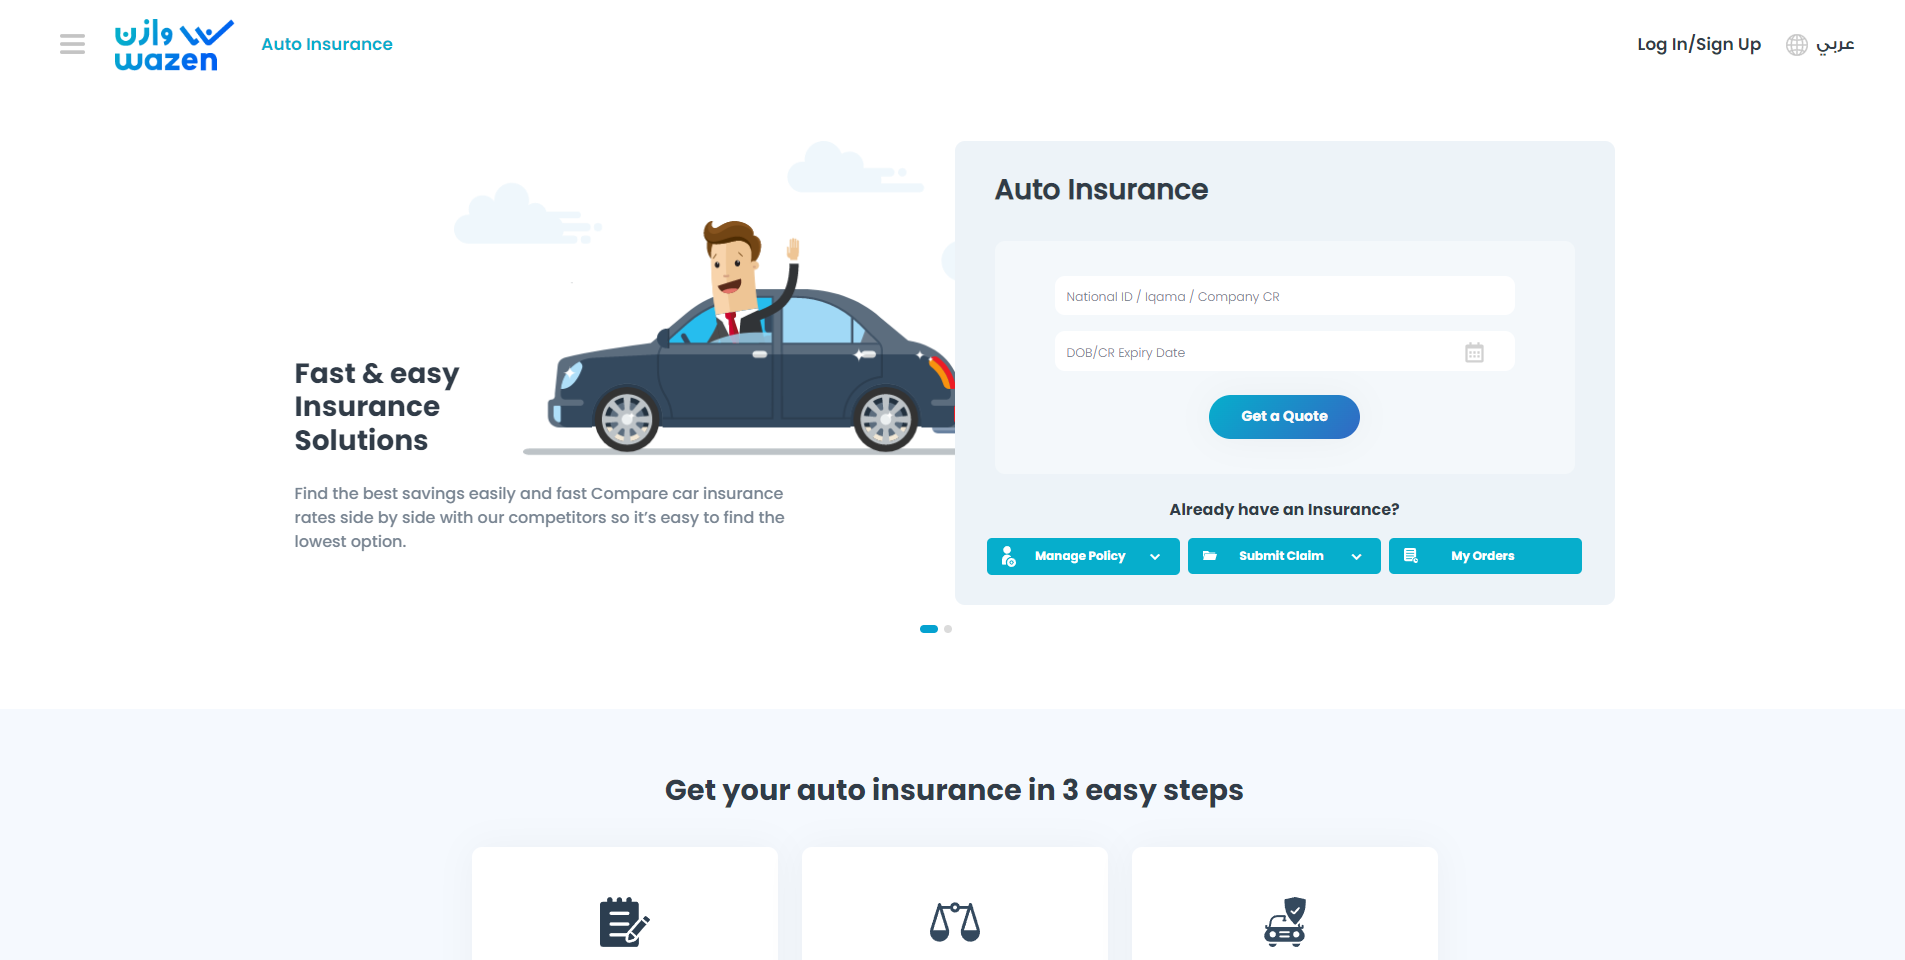 وازن
wazen
Auto Insurance
Log In/Sign Up
عربي
Fast & easy
Insurance
Solutions
Find the best savings easily and fast Compare car insurance
rates side by side with our competitors so it's easy to find the
lowest option.
Auto Insurance
National ID / Iqama / Company CR
DOB/CR Expiry Date
Get a Quote
Already have an Insurance?
Manage Policy
Submit Claim
My Orders
Get your auto insurance in 3 easy steps